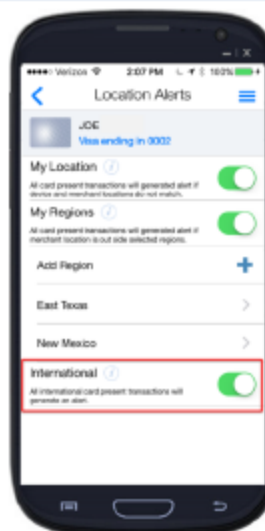 Verizon 2:07 PM 100%
Location Alerts
JOE
Visa ending in 0002
My Location
All card present transactions will generated alert if
device and merchant locations do not match.
My Regions
All card present transactions will generated alert if
merchant location is out side selected regions.
Add Region
East Texas
New Mexico
International
All international card present transactions will
generate an alert.